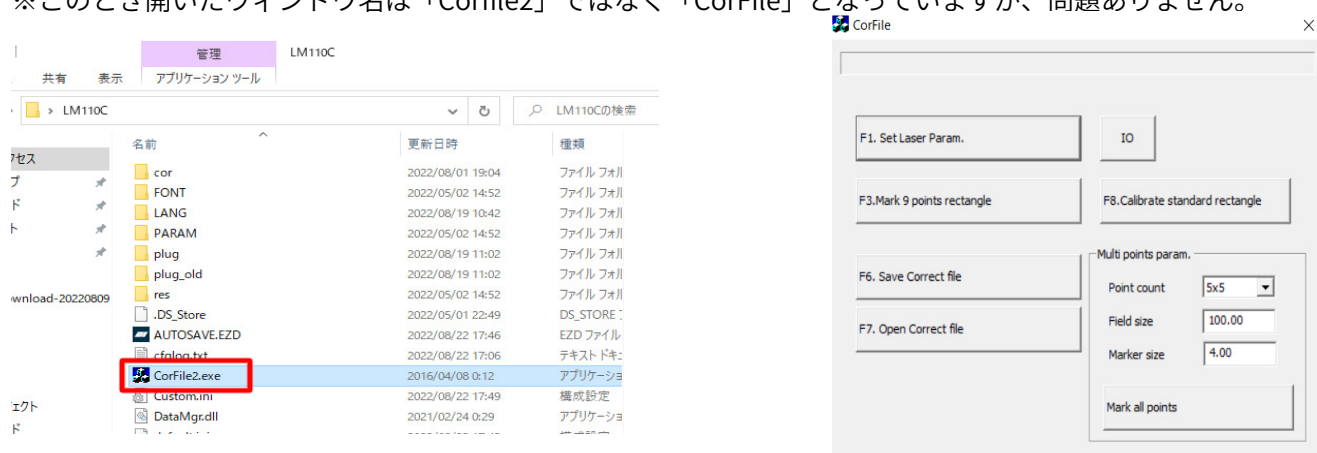 ※このとき開いたウィンドウ名は「Corfile2」ではなく「CorFile」となっていますが、問題ありません。
管理
LM110C
共有
表示
アプリケーション ツール
LM110C
LM110Cの検索
名前
更新日時
種類
cor
2022/08/01 19:04
ファイル フォル
FONT
2022/05/02 14:52
ファイル フォル
LANG
2022/08/19 10:42
ファイル フォル
PARAM
2022/05/02 14:52
ファイル フォル
plug
2022/08/19 11:02
ファイル フォル
plug_old
2022/08/19 11:02
ファイル フォル
res
2022/05/02 14:52
ファイル フォル
.DS_Store
2022/05/01 22:49
DS_STORE
AUTOSAVE.EZD
2022/08/22 17:46
EZD ファイル
cfglog.txt
2022/08/22 17:06
テキスト ドキュ
CorFile2.exe
2016/04/08 0:12
アプリケーショ
Custom.ini
2022/08/22 17:49
構成設定
DataMgr.dll
2021/02/24 0:29
アプリケーショ
クセス
プ
ド
ト
wnload-20220809
ェクト
ド
CorFile
F1. Set Laser Param.
IO
F3.Mark 9 points rectangle
F8.Calibrate standard rectangle
F6. Save Correct file
F7. Open Correct file
Multi points param.
Point count
5x5
Field size
100.00
Marker size
4.00
Mark all points